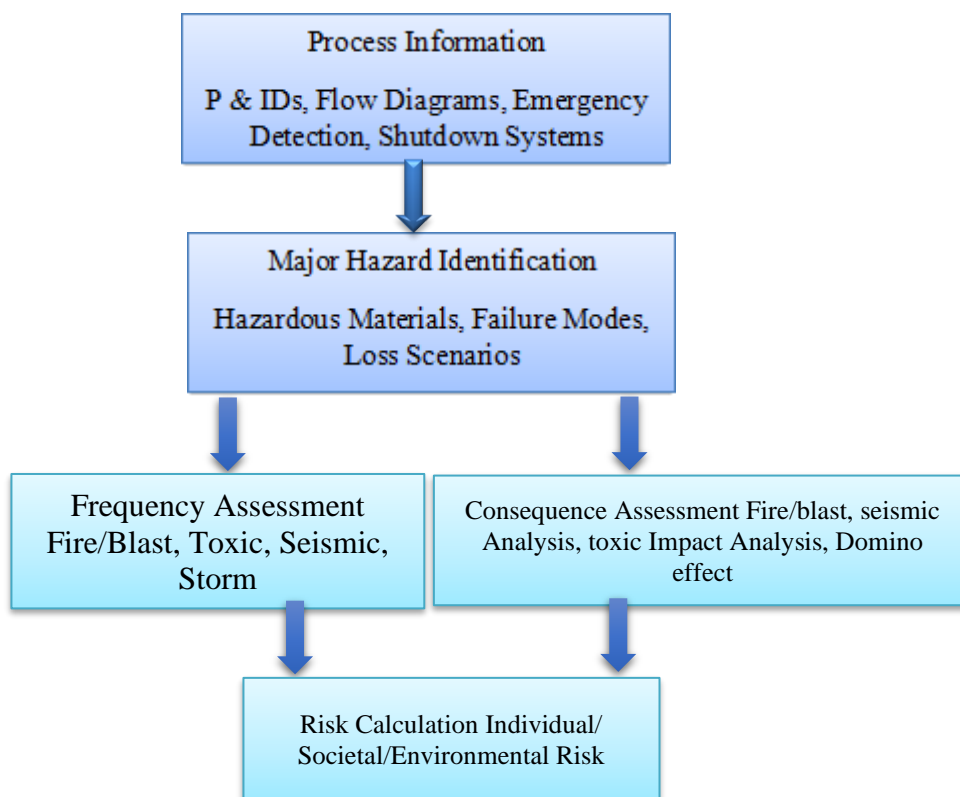 Process Information
P & IDs, Flow Diagrams, Emergency
Detection, Shutdown Systems
Major Hazard Identification
Hazardous Materials, Failure Modes,
Loss Scenarios
Frequency Assessment
Fire/Blast, Toxic, Seismic,
Storm
Consequence Assessment Fire/blast, seismic
Analysis, toxic Impact Analysis, Domino
effect
Risk Calculation Individual/
Societal/Environmental Risk